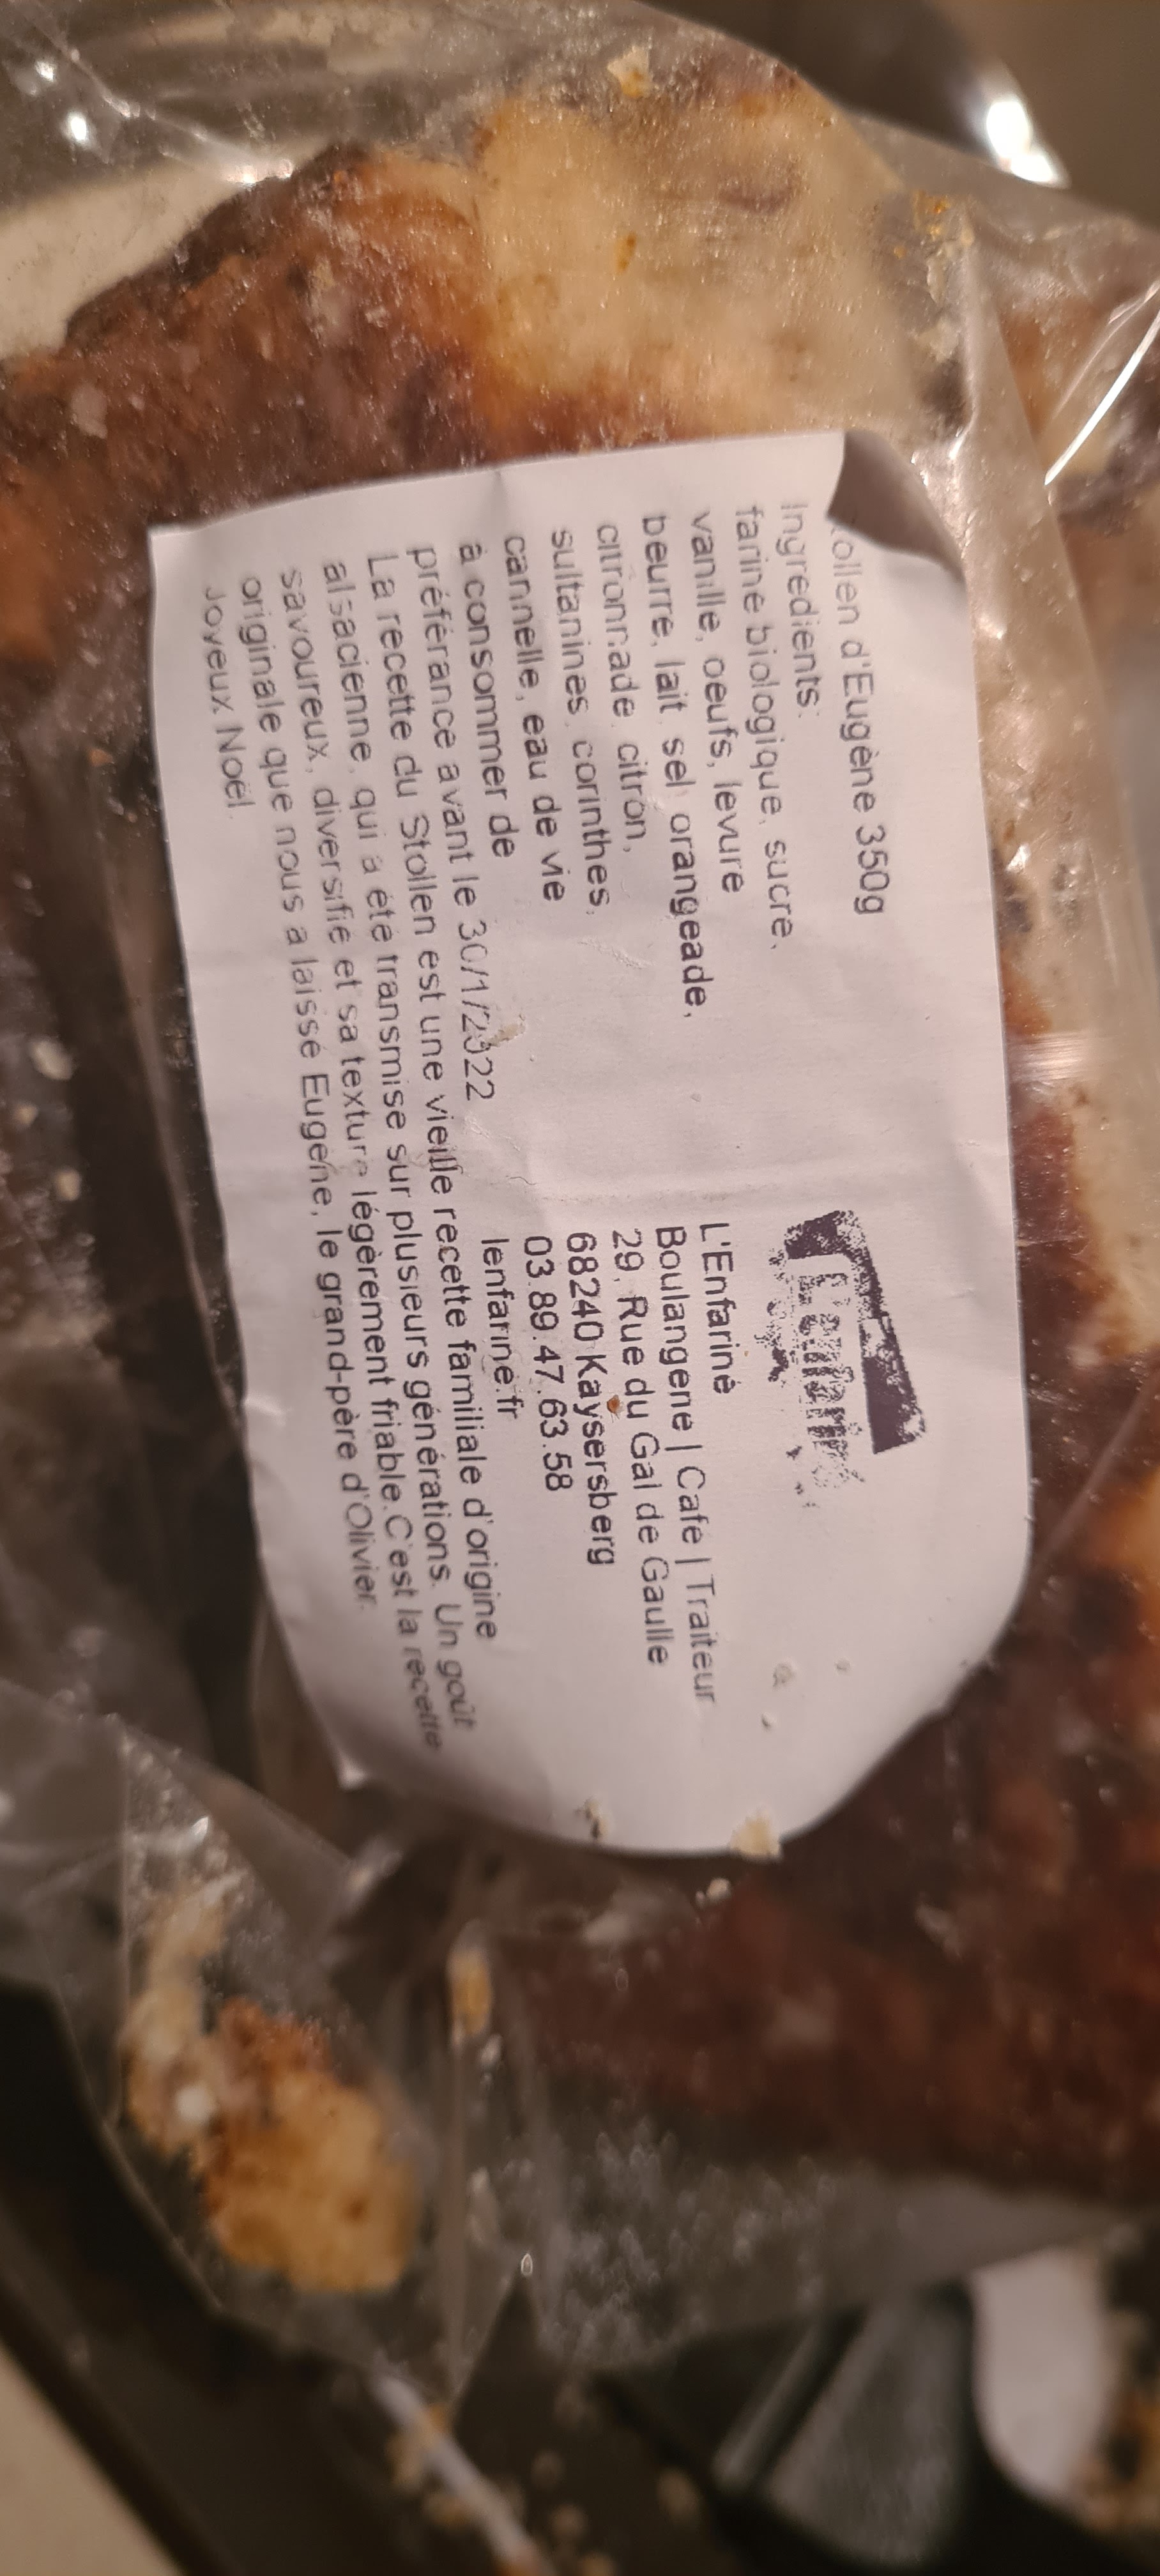 ollen d'Eugène 350g
Ingrédients:
farine biologique, sucre,
vanille, oeufs, levure
beurre, lait, sel, orangeade,
citronnade, citron,
sultanines, corinthes,
cannelle, eau de vie
à consommer de
préférance avant le 30/1/2022
L'enfariné
L'Enfariné
Boulangerie | Café | Traiteur
29, Rue du Gal de Gaulle
68240 Kaysersberg
03.89.47.63.58
lenfarine.fr
La recette du Stollen est une vieille recette familiale d'origine
alsacienne, qui a été transmise sur plusieurs générations. Un goût
savoureux, diversifié et sa texture légèrement friable. C'est la recette
originale que nous a laissé Eugène, le grand-père d'Olivier.
Joyeux Noël.